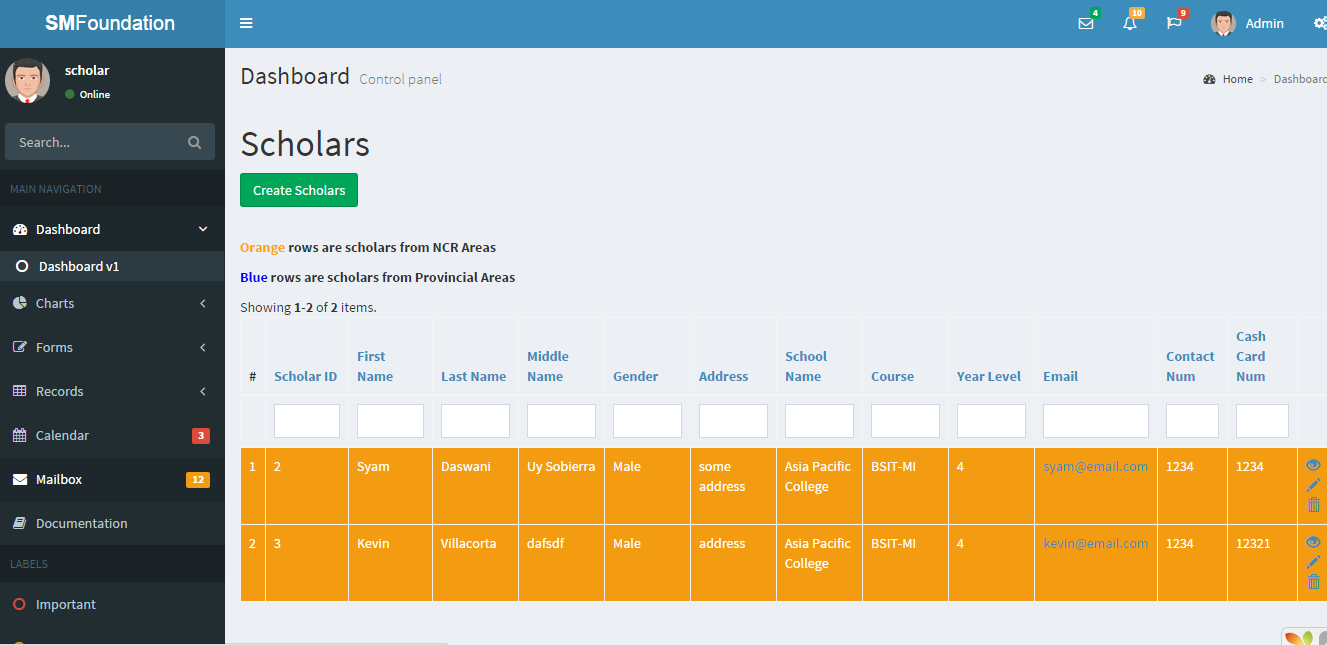 SMFoundation
4
10
9
Admin
scholar
Online
Search...
MAIN NAVIGATION
Dashboard
Dashboard v1
Charts
Forms
Records
Calendar 3
Mailbox 12
Documentation
LABELS
Important
Dashboard Control panel
Home > Dashboard
Scholars
Create Scholars
Orange rows are scholars from NCR Areas
Blue rows are scholars from Provincial Areas
Showing 1-2 of 2 items.
# Scholar ID First Name Last Name Middle Name Gender Address School Name Course Year Level Email Contact Num Cash Card Num
1 2 Syam Daswani Uy Sobierra Male some address Asia Pacific College BSIT-MI 4 syam@email.com 1234 1234
2 3 Kevin Villacorta dafsdf Male address Asia Pacific College BSIT-MI 4 kevin@email.com 1234 12321